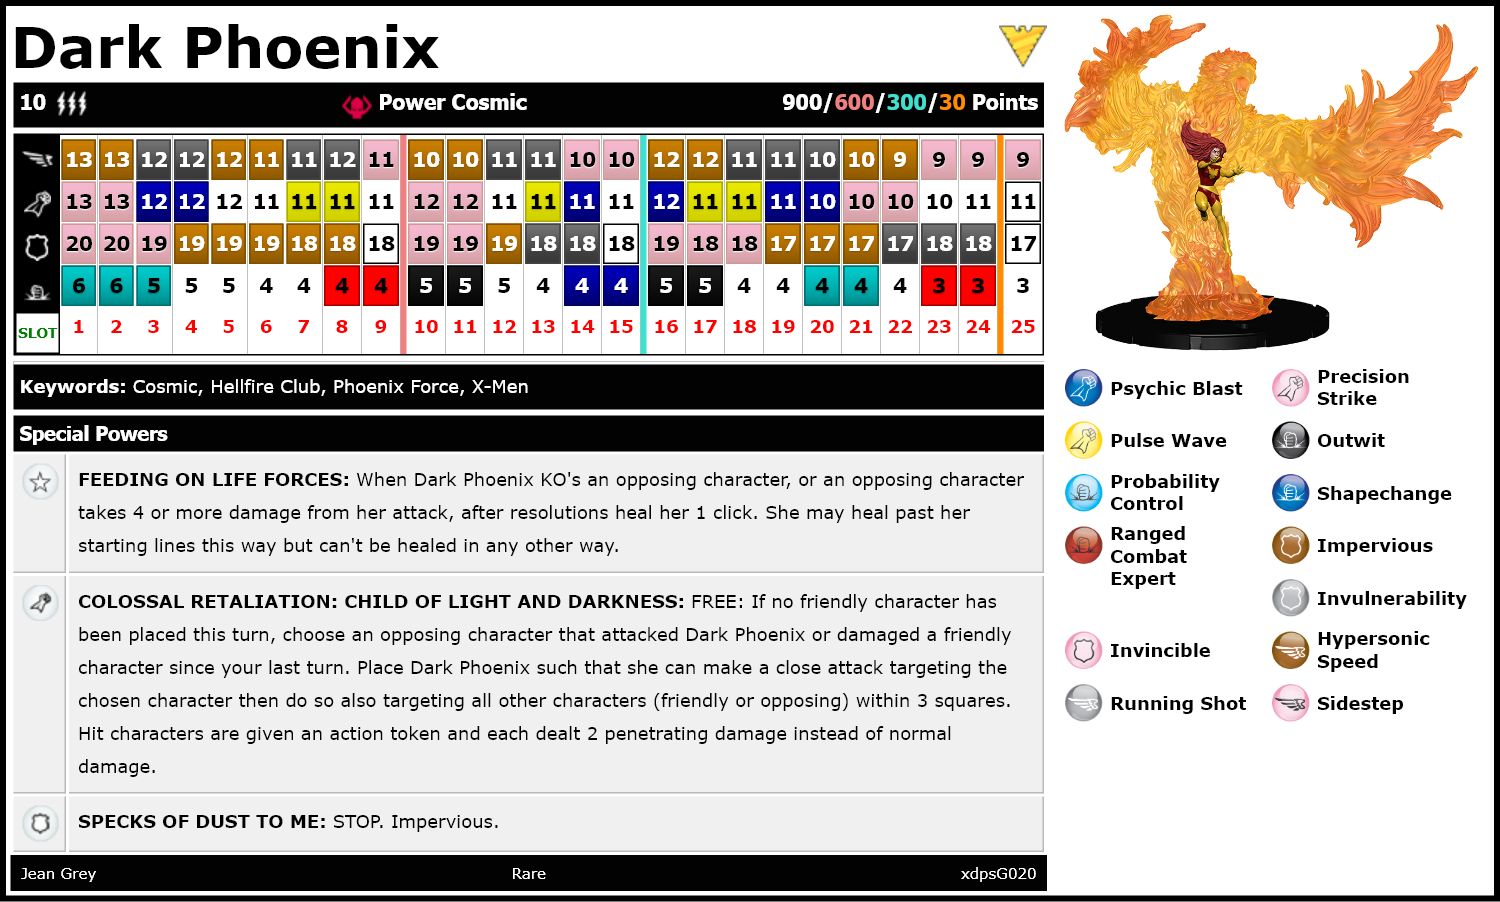 Dark Phoenix
10 Power Cosmic 900/600/300/30 Points
13 13 12 12 12 11 11 12 11 10 10 11 11 10 10 12 12 11 11 10 10 9 9 9 9
13 13 12 12 12 11 11 11 11 12 12 11 11 11 11 12 11 11 11 10 10 10 10 11 11
20 20 19 19 19 19 18 18 18 19 19 19 18 18 18 19 18 18 17 17 17 17 18 18 17
6 6 5 5 5 4 4 4 4 5 5 5 4 4 4 5 5 4 4 4 4 4 3 3 3
SLOT 1 2 3 4 5 6 7 8 9 10 11 12 13 14 15 16 17 18 19 20 21 22 23 24 25
Keywords: Cosmic, Hellfire Club, Phoenix Force, X-Men
Special Powers
FEEDING ON LIFE FORCES: When Dark Phoenix KO's an opposing character, or an opposing character
takes 4 or more damage from her attack, after resolutions heal her 1 click. She may heal past her
starting lines this way but can't be healed in any other way.
COLOSSAL RETALIATION: CHILD OF LIGHT AND DARKNESS: FREE: If no friendly character has
been placed this turn, choose an opposing character that attacked Dark Phoenix or damaged a friendly
character since your last turn. Place Dark Phoenix such that she can make a close attack targeting the
chosen character then do so also targeting all other characters (friendly or opposing) within 3 squares.
Hit characters are given an action token and each dealt 2 penetrating damage instead of normal
damage.
SPECKS OF DUST TO ME: STOP. Impervious.
Jean Grey Rare xdpsG020
Psychic Blast
Precision
Strike
Pulse Wave
Outwit
Probability
Control
Shapechange
Ranged
Combat
Expert
Impervious
Invulnerability
Invincible
Hypersonic
Speed
Running Shot
Sidestep